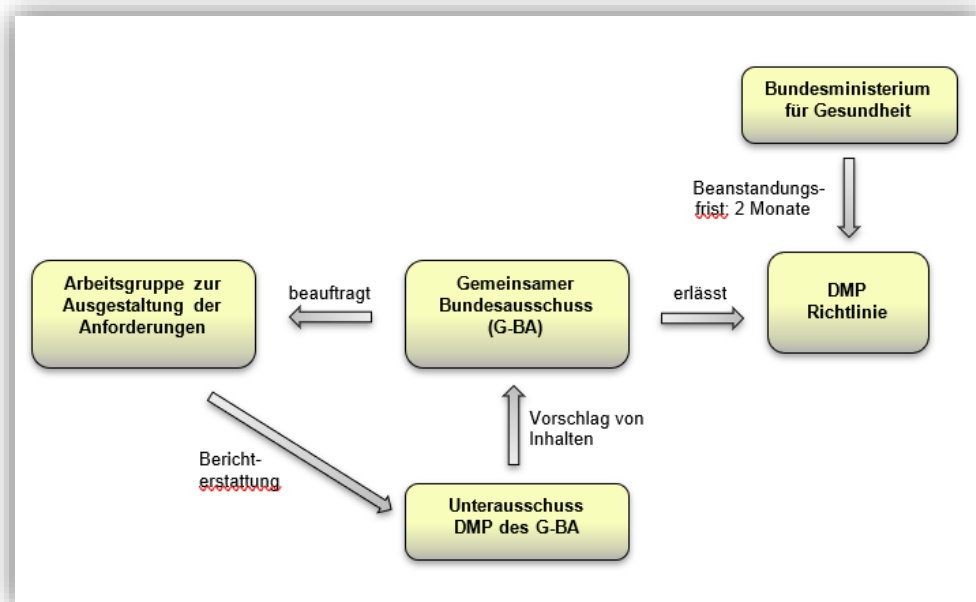 Bundesministerium
für Gesundheit
Beanstandungs-
frist: 2 Monate
Arbeitsgruppe zur
Ausgestaltung der
Anforderungen
beauftragt
Gemeinsamer
Bundesausschuss
(G-BA)
erlässt
DMP
Richtlinie
Vorschlag von
Inhalten
Bericht-
erstattung
Unterausschuss
DMP des G-BA